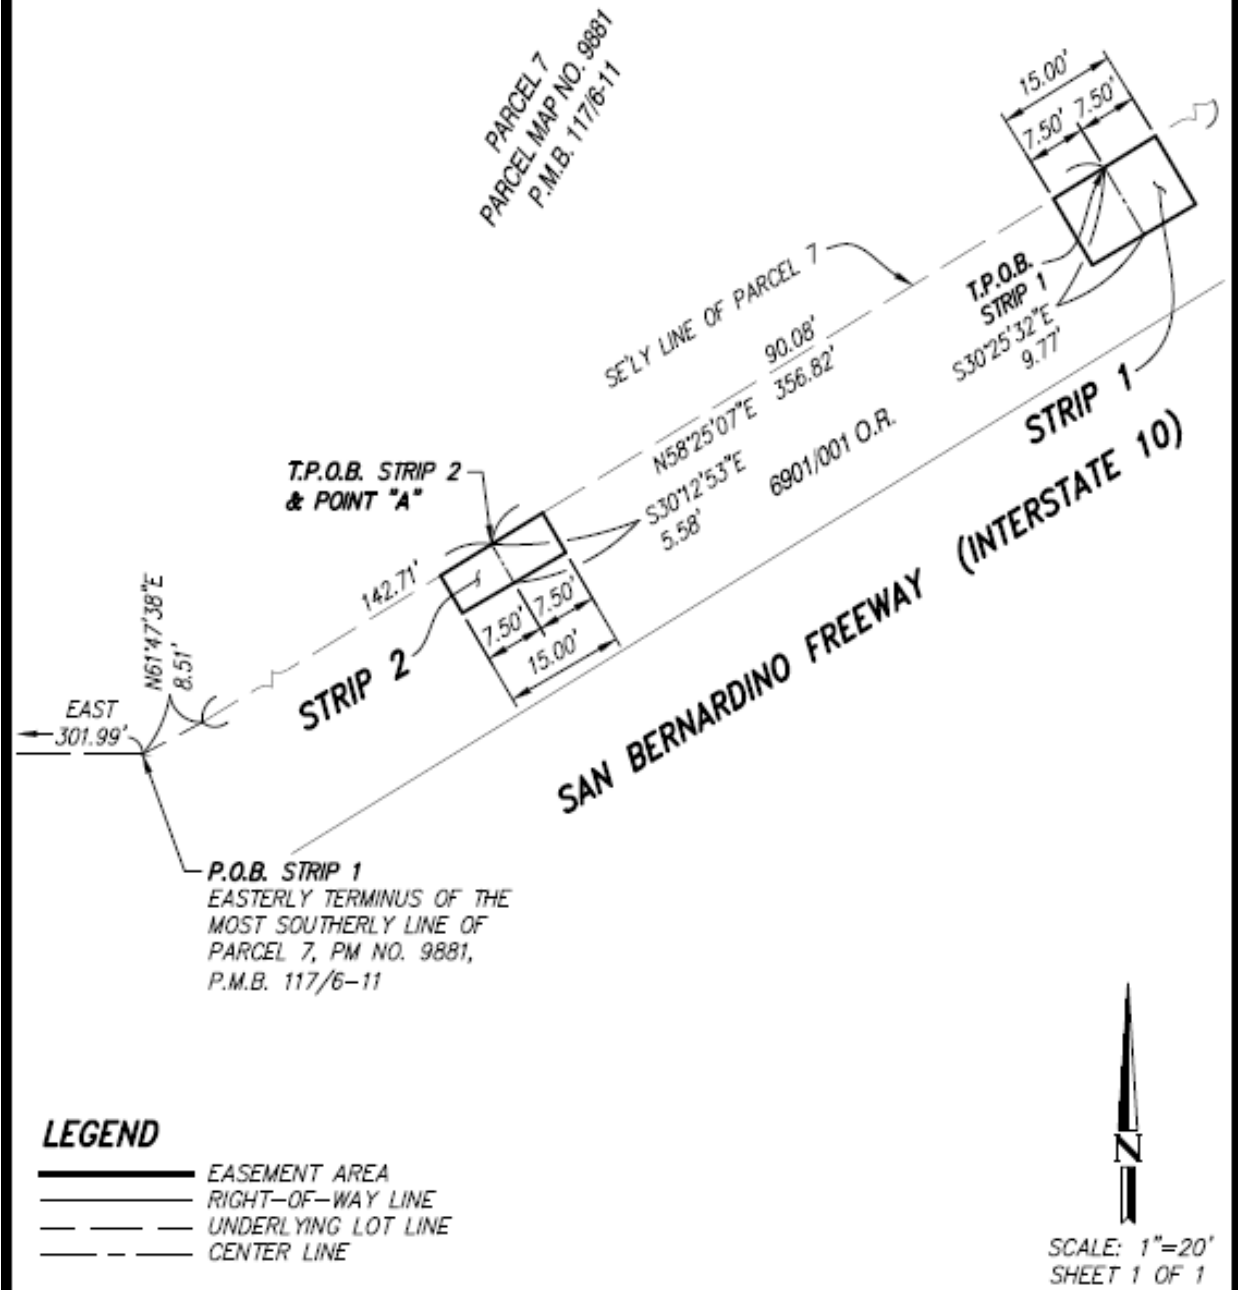 PARCEL 7
PARCEL MAP NO. 9881
P.M.B. 117/6-11
15.00'
7.50' 7.50'
SE'LY LINE OF PARCEL 7
T.P.O.B.
STRIP 1
S30°25'32"E
9.77'
STRIP 1
90.08'
N58°25'07"E 356.82'
6901/001 O.R.
T.P.O.B. STRIP 2
& POINT "A"
S30°12'53"E
5.58'
142.71'
7.50' 7.50'
15.00'
STRIP 2
SAN BERNARDINO FREEWAY (INTERSTATE 10)
N61°47'38"E
8.51'
EAST
301.99'
P.O.B. STRIP 1
EASTERLY TERMINUS OF THE
MOST SOUTHERLY LINE OF
PARCEL 7, PM NO. 9881,
P.M.B. 117/6-11
LEGEND
EASEMENT AREA
RIGHT-OF-WAY LINE
UNDERLYING LOT LINE
CENTER LINE
N
SCALE: 1"=20'
SHEET 1 OF 1